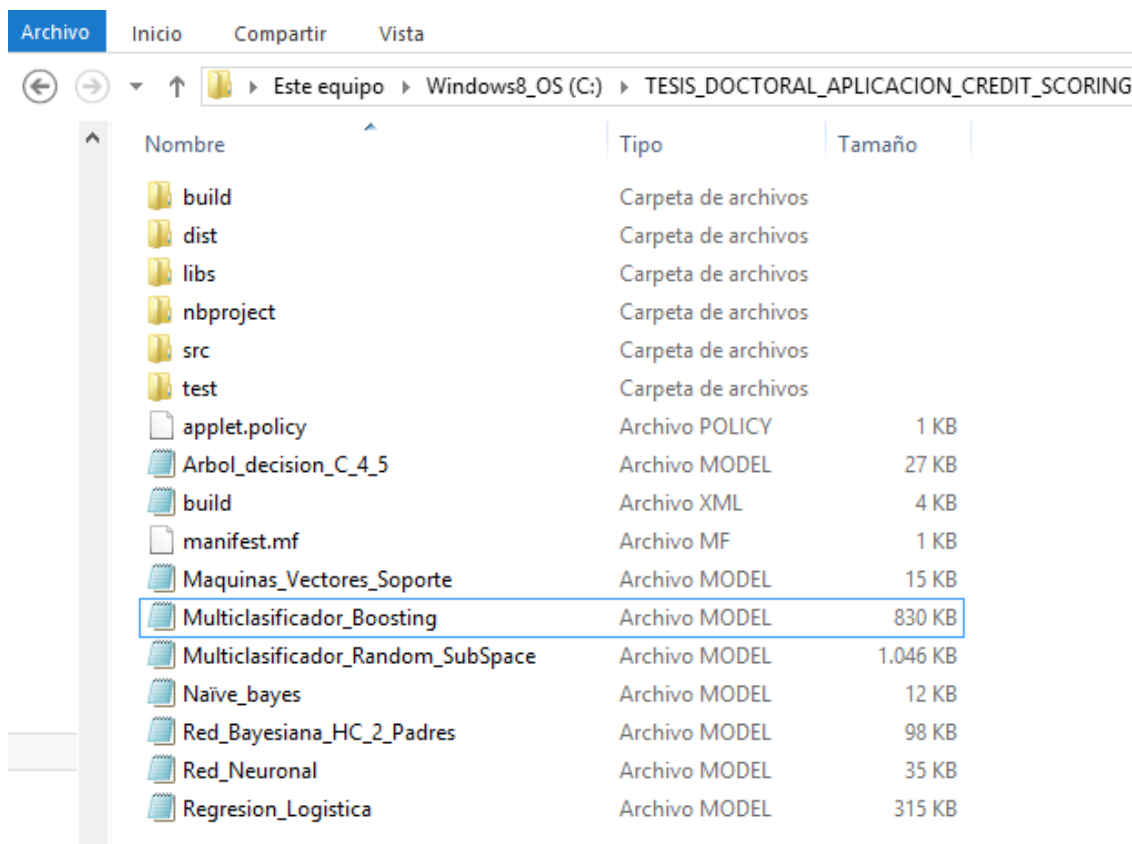 Archivo Inicio Compartir Vista
Este equipo Windows8_OS (C:) TESIS_DOCTORAL_APLICACION_CREDIT_SCORING
Nombre Tipo Tamaño
build Carpeta de archivos
dist Carpeta de archivos
libs Carpeta de archivos
nbproject Carpeta de archivos
src Carpeta de archivos
test Carpeta de archivos
applet.policy Archivo POLICY 1 KB
Arbol_decision_C_4_5 Archivo MODEL 27 KB
build Archivo XML 4 KB
manifest.mf Archivo MF 1 KB
Maquinas_Vectores_Soporte Archivo MODEL 15 KB
Multiclasificador_Boosting Archivo MODEL 830 KB
Multiclasificador_Random_SubSpace Archivo MODEL 1.046 KB
Naïve_bayes Archivo MODEL 12 KB
Red_Bayesiana_HC_2_Padres Archivo MODEL 98 KB
Red_Neuronal Archivo MODEL 35 KB
Regresion_Logistica Archivo MODEL 315 KB